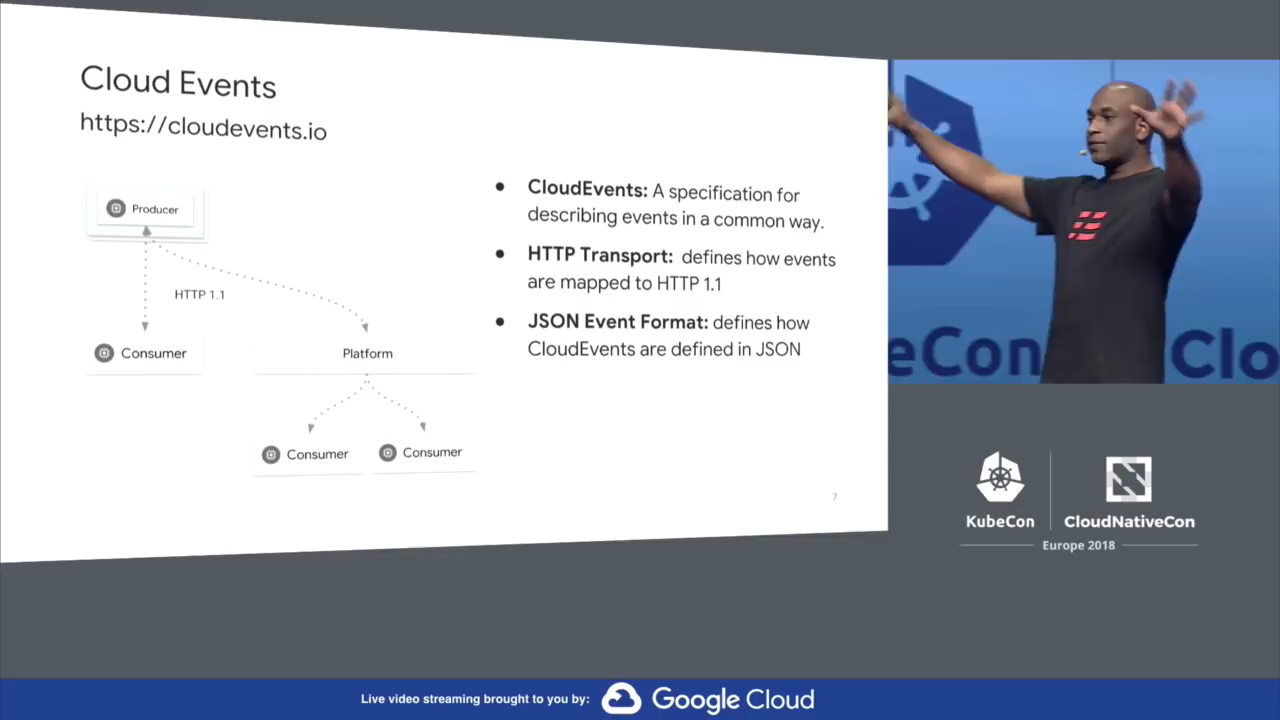 Cloud Events
https://cloudevents.io
Producer
HTTP 1.1
Consumer
Platform
Consumer
Consumer
● CloudEvents: A specification for
describing events in a common way.
● HTTP Transport: defines how events
are mapped to HTTP 1.1
● JSON Event Format: defines how
CloudEvents are defined in JSON
7
eCon
Clo
KubeCon
CloudNativeCon
Europe 2018
Live video streaming brought to you by: Google Cloud